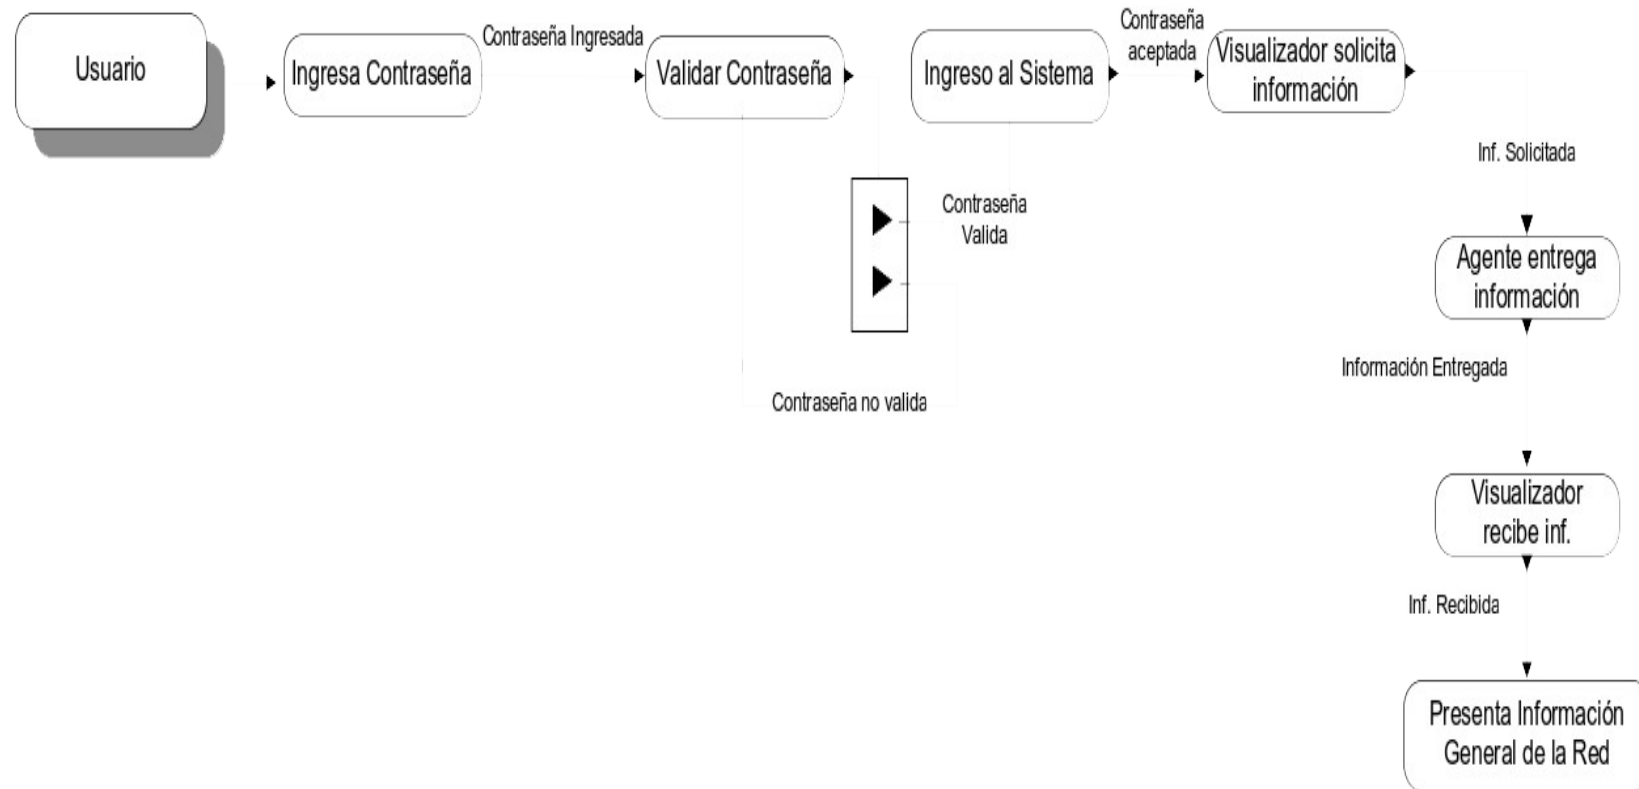 Usuario
Ingresa Contraseña
Contraseña Ingresada
Validar Contraseña
Ingreso al Sistema
Contraseña
aceptada
Visualizador solicita
información
Inf. Solicitada
Contraseña
Valida
Contraseña no valida
Agente entrega
información
Información Entregada
Visualizador
recibe inf.
Inf. Recibida
Presenta Información
General de la Red